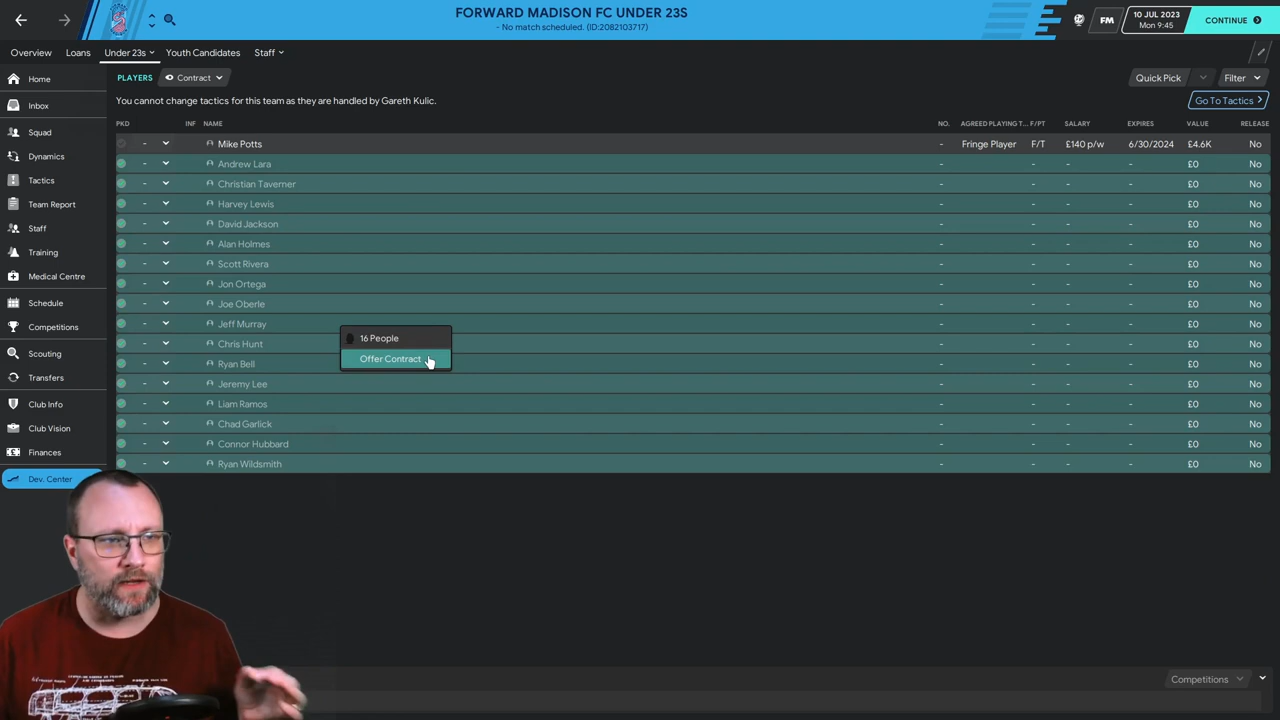 FORWARD MADISON FC UNDER 23S
- No match scheduled. (ID:2082103717)
FM
10 JUL 2023
Mon 9:45
CONTINUE
Overview
Loans
Under 23s
Youth Candidates
Staff
Home
Inbox
Squad
Dynamics
Tactics
Team Report
Staff
Training
Medical Centre
Schedule
Competitions
Scouting
Transfers
Club Info
Club Vision
Finances
Dev. Center
PLAYERS
Contract
Quick Pick
Filter
You cannot change tactics for this team as they are handled by Gareth Kulic.
Go To Tactics
PKD INF NAME NO. AGREED PLAYING T... F/PT SALARY EXPIRES VALUE RELEASE
- Mike Potts - Fringe Player F/T £140 p/w 6/30/2024 £4.6K No
- Andrew Lara - - - - £0 No
- Christian Taverner - - - - £0 No
- Harvey Lewis - - - - £0 No
- David Jackson - - - - £0 No
- Alan Holmes - - - - £0 No
- Scott Rivera - - - - £0 No
- Jon Ortega - - - - £0 No
- Joe Oberle - - - - £0 No
- Jeff Murray - - - - £0 No
- Chris Hunt - - - - £0 No
- Ryan Bell - - - - £0 No
- Jeremy Lee - - - - £0 No
- Liam Ramos - - - - £0 No
- Chad Garlick - - - - £0 No
- Connor Hubbard - - - - £0 No
- Ryan Wildsmith - - - - £0 No
16 People
Offer Contract
Competitions